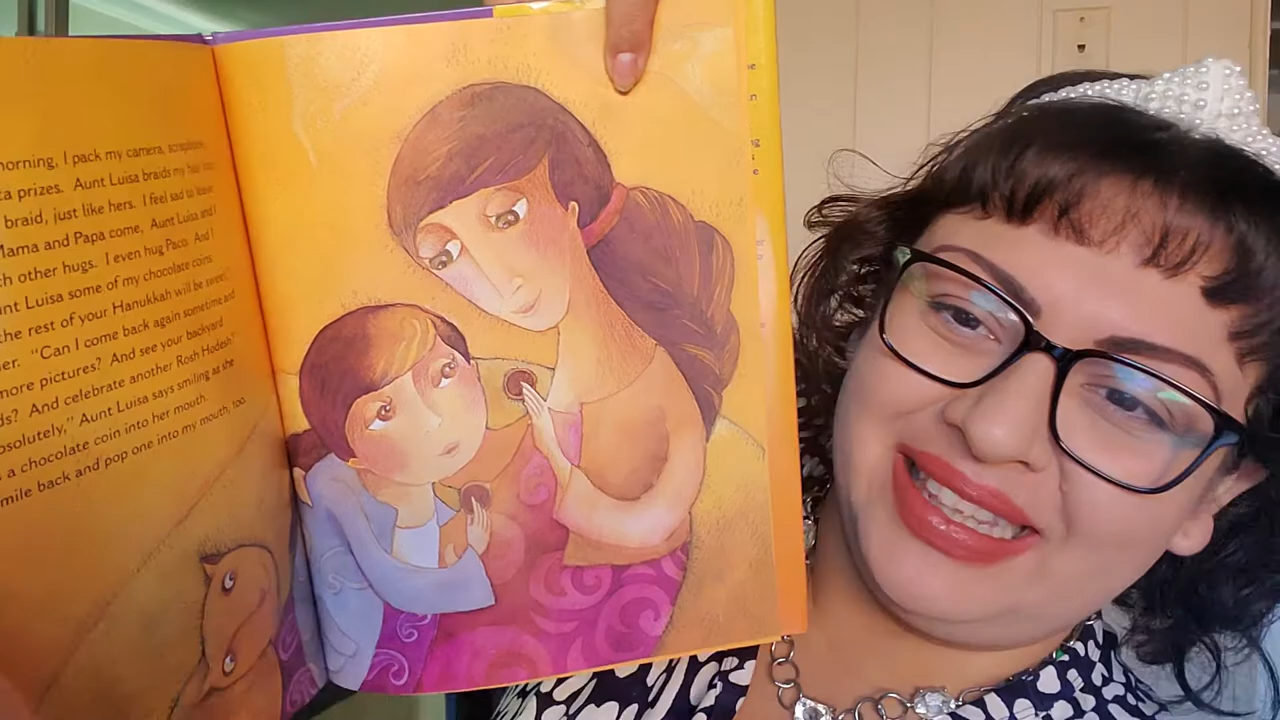 morning, I pack my camera, scrapbook,
prizes. Aunt Luisa braids my hair
braid, just like hers. I feel sad to leave
Mama and Papa come, Aunt Luisa and I
other hugs. I even hug Paco. And I
Luisa some of my chocolate coins.
the rest of your Hanukkah will be sweet,"
"Can I come back again sometime and
more pictures? And see your backyard
And celebrate another Rosh Hodesh?"
Aunt Luisa says smiling as she
a chocolate coin into her mouth.
back and pop one into my mouth, too.